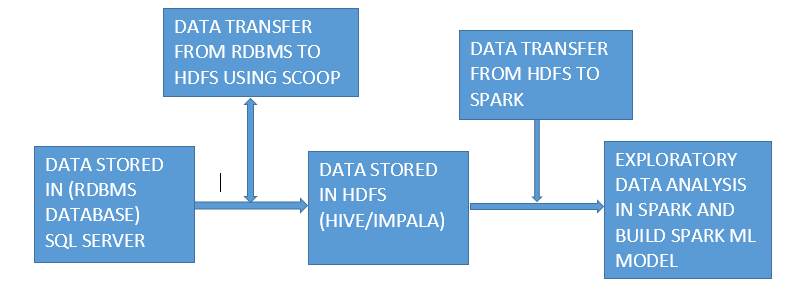 DATA TRANSFER
FROM RDBMS TO
HDFS USING SCOOP
DATA TRANSFER
FROM HDFS TO
SPARK
DATA STORED
IN (RDBMS
DATABASE)
SQL SERVER
DATA STORED
IN HDFS
(HIVE/IMPALA)
EXPLORATORY
DATA ANALYSIS
IN SPARK AND
BUILD SPARK ML
MODEL